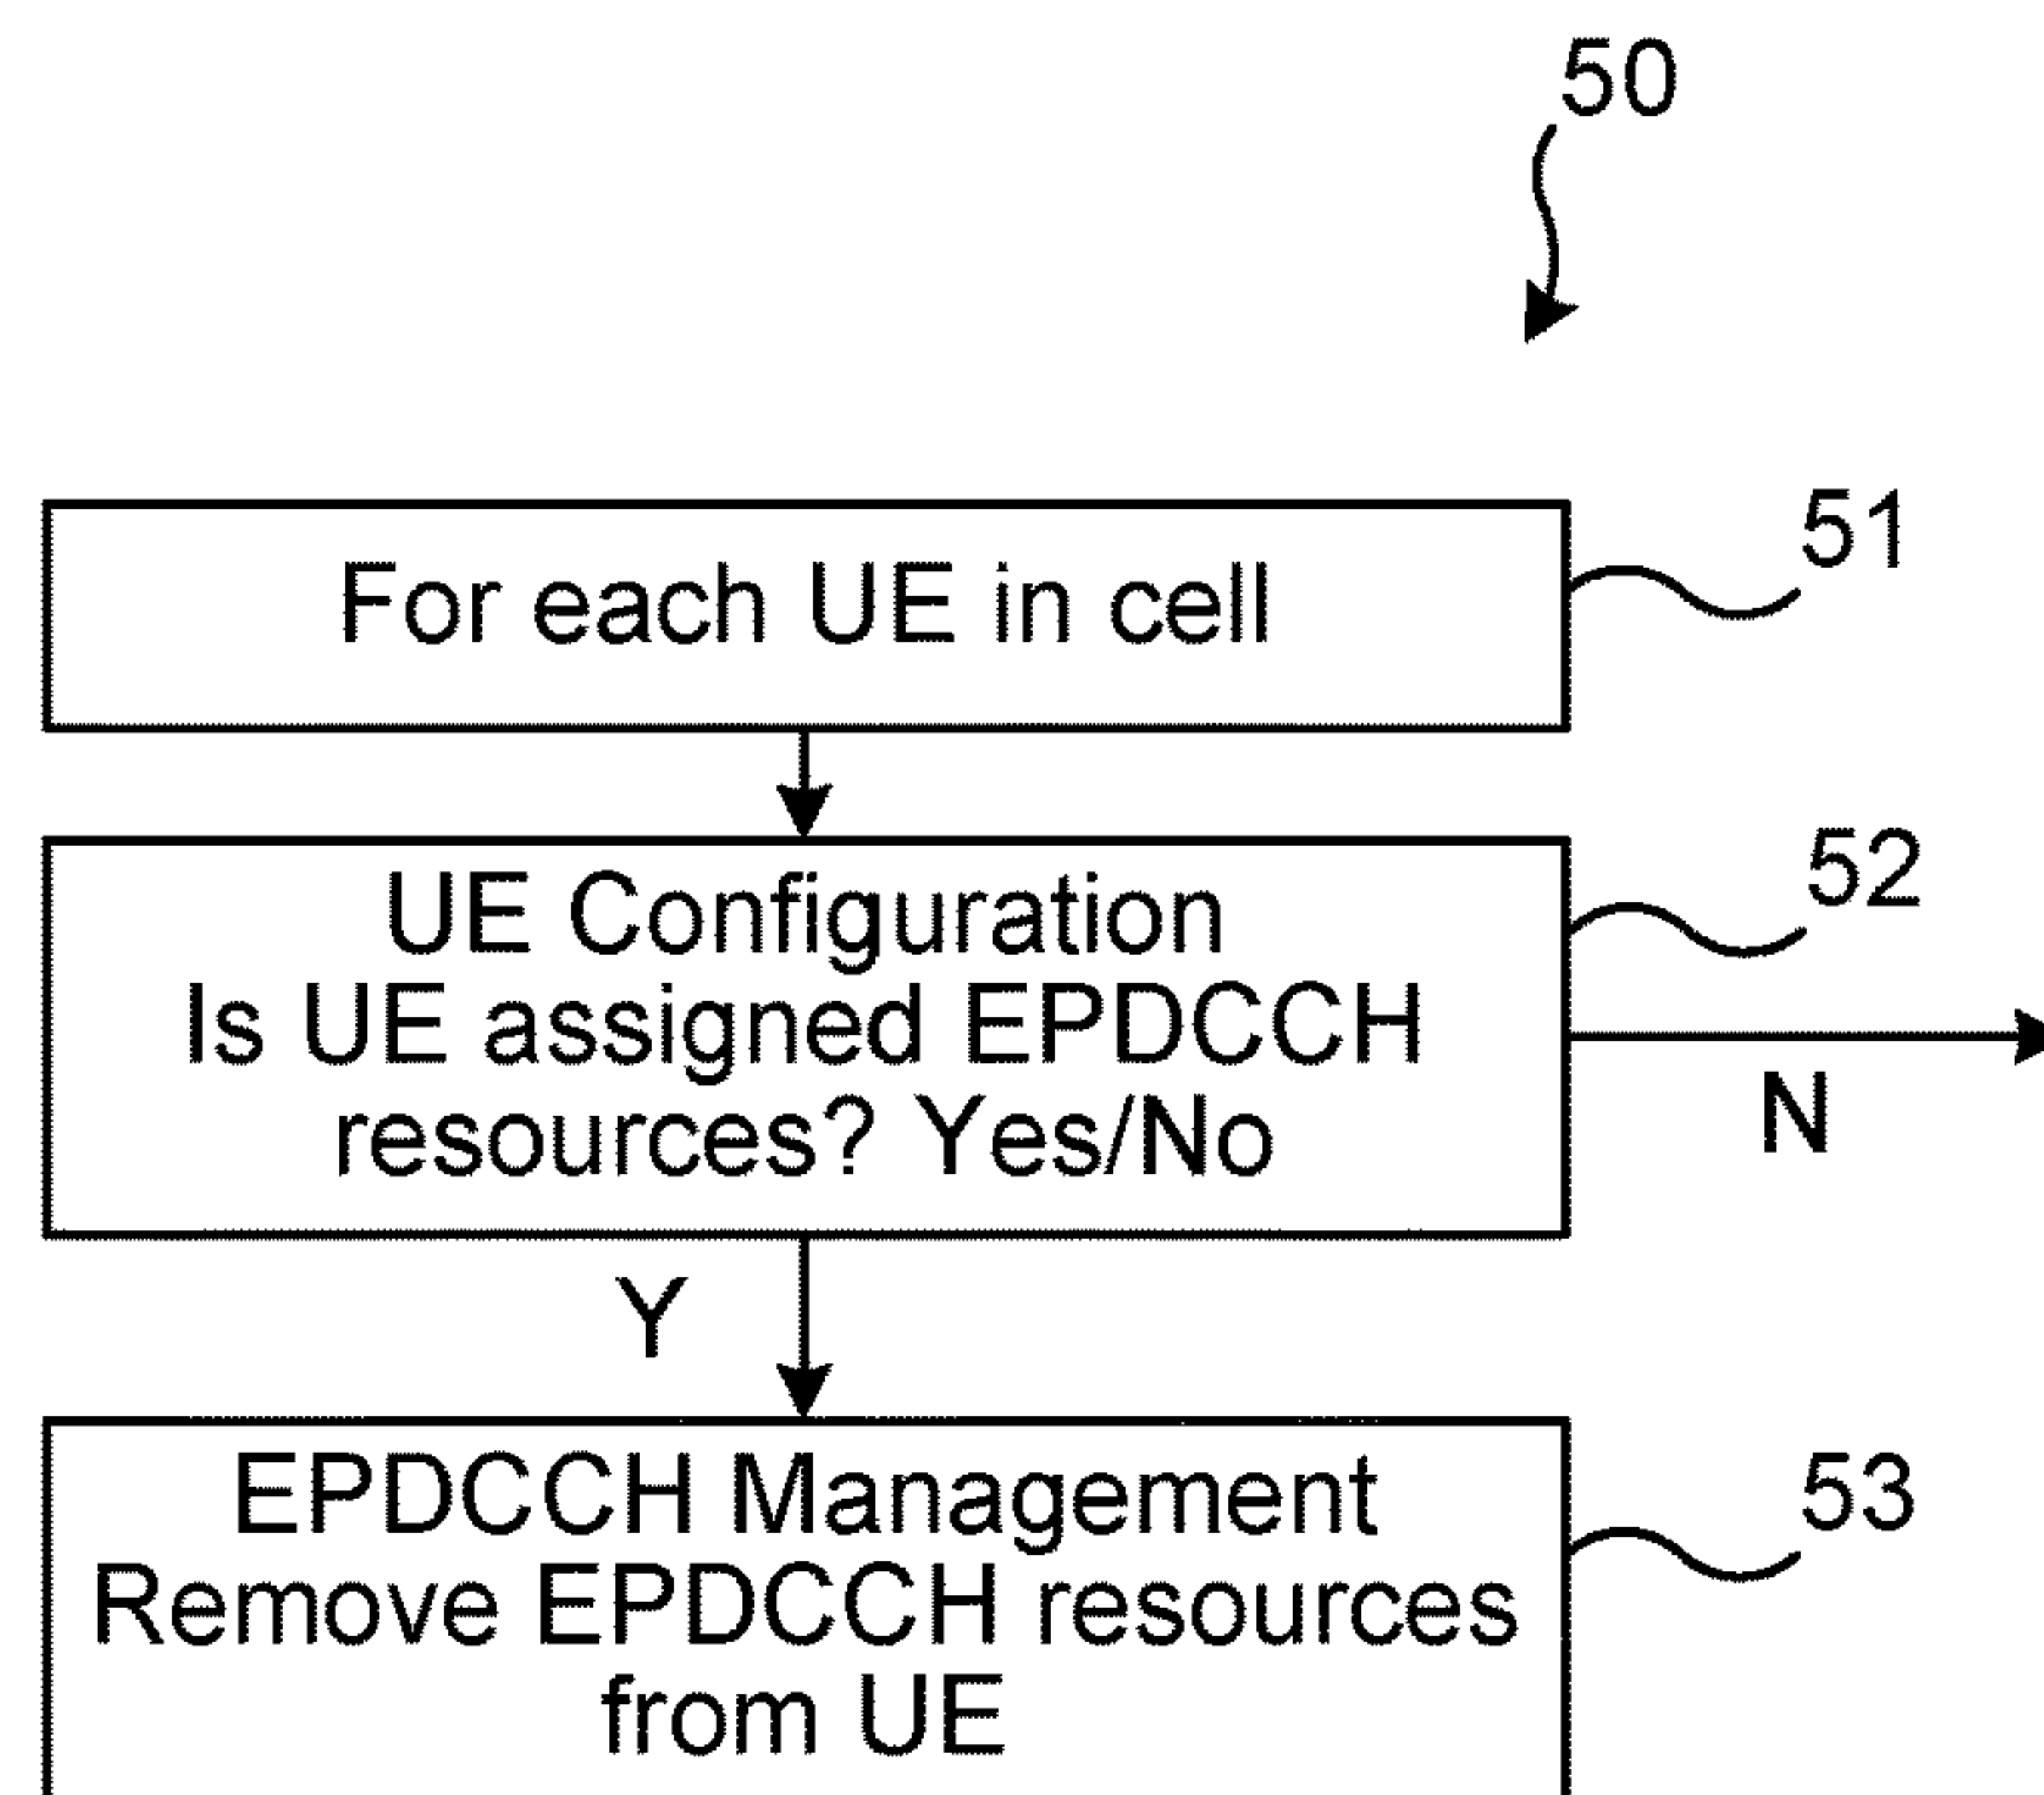 50
For each UE in cell
51
UE Configuration
Is UE assigned EPDCCH
resources? Yes/No
52
N
Y
EPDCCH Management
Remove EPDCCH resources
from UE
53